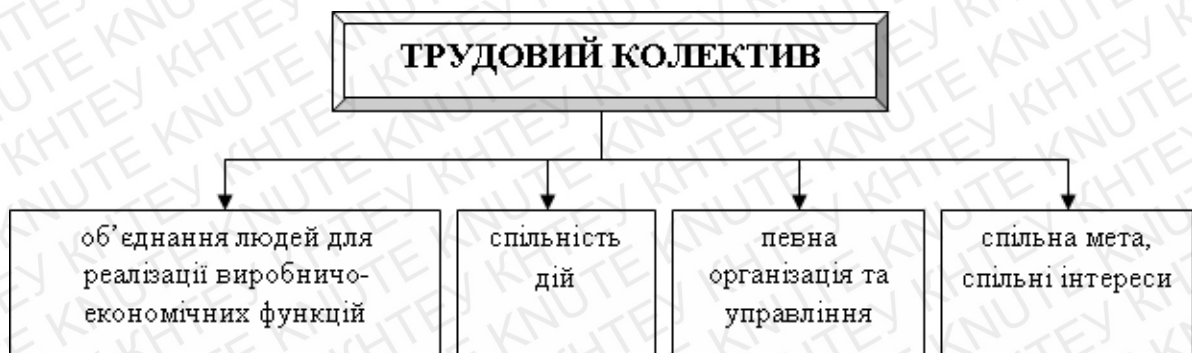 ТРУДОВИЙ КОЛЕКТИВ
об’єднання людей для
реалізації виробничо-
економічних функцій
спільність
дій
певна
організація та
управління
спільна мета,
спільні інтереси